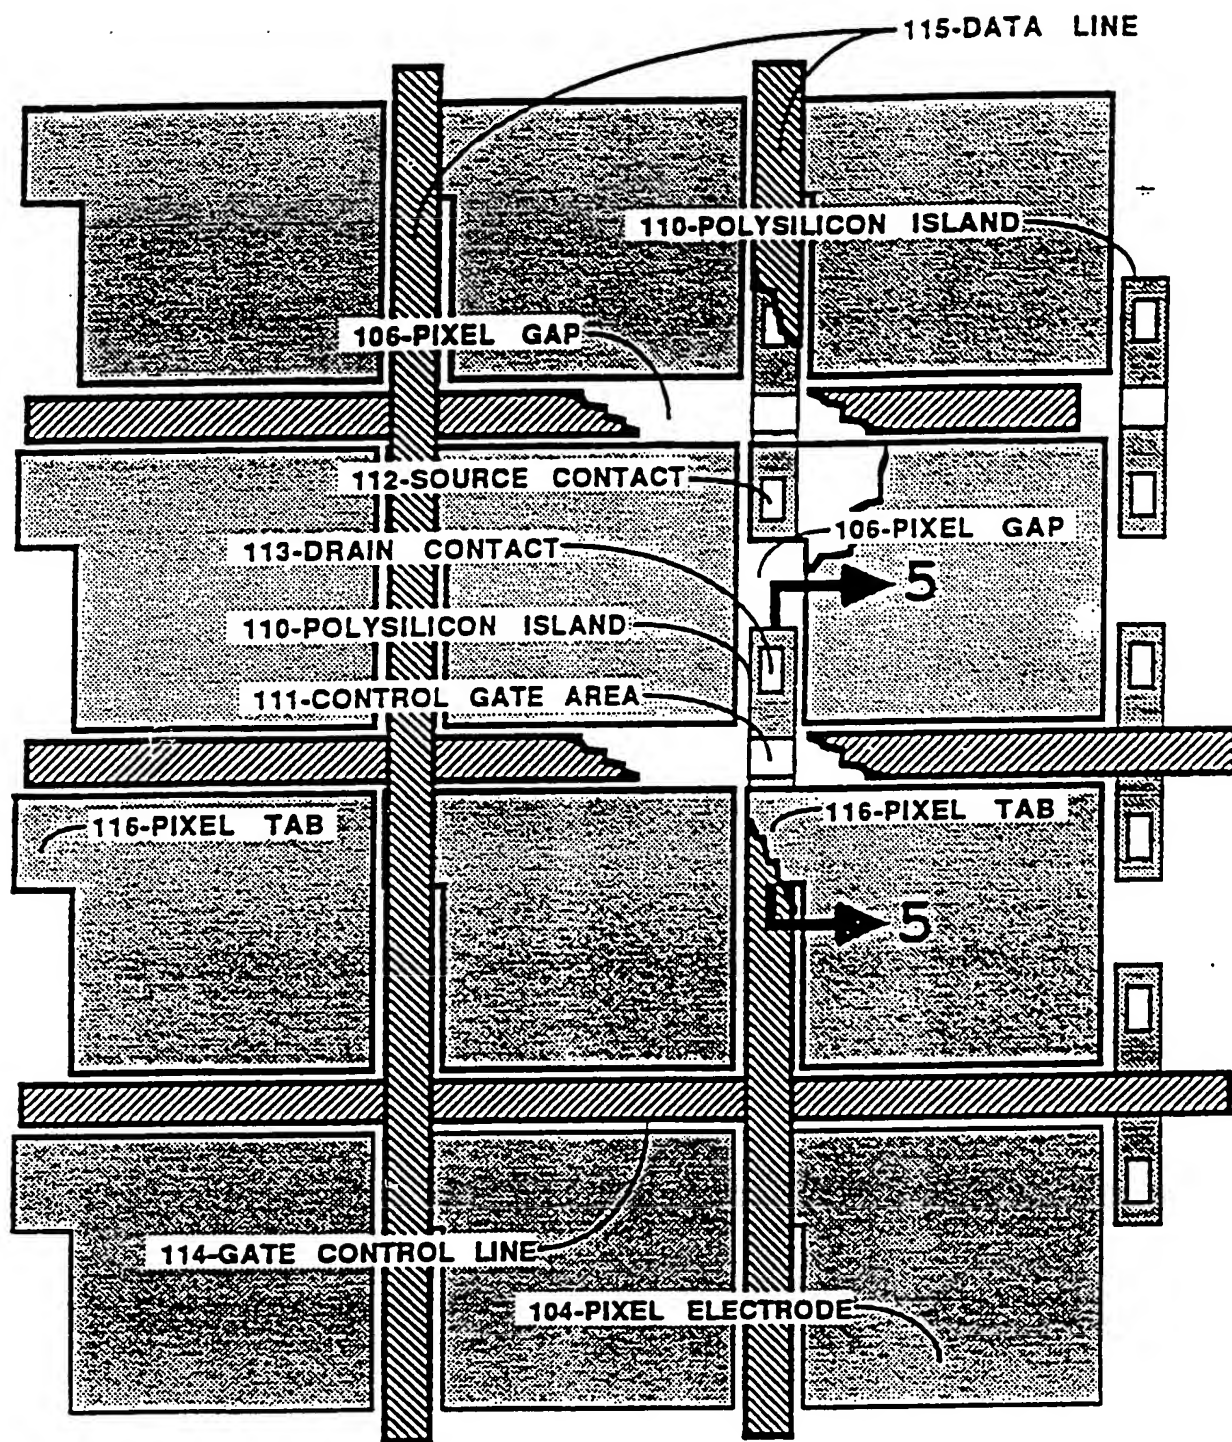 115-DATA LINE
110-POLYSILICON ISLAND
106-PIXEL GAP
112-SOURCE CONTACT
106-PIXEL GAP
113-DRAIN CONTACT
5
110-POLYSILICON ISLAND
111-CONTROL GATE AREA
116-PIXEL TAB
116-PIXEL TAB
5
114-GATE CONTROL LINE
104-PIXEL ELECTRODE